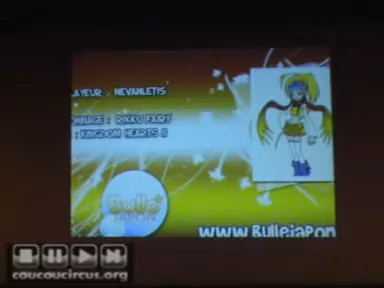 AYEUR : NEVANLETIS
ONNAGE : RIKKU FAIRY
: KINGDOM HEARTS II
Bulle
JAPON
WWW.BULLEJAPON
coucoucircus.org